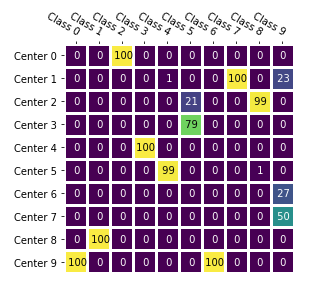 Class 0 Class 1 Class 2 Class 3 Class 4 Class 5 Class 6 Class 7 Class 8 Class 9
Center 0 0 0 100 0 0 0 0 0 0 0
Center 1 0 0 0 0 1 0 0 100 0 23
Center 2 0 0 0 0 0 21 0 0 99 0
Center 3 0 0 0 0 0 79 0 0 0 0
Center 4 0 0 0 100 0 0 0 0 0 0
Center 5 0 0 0 0 99 0 0 0 1 0
Center 6 0 0 0 0 0 0 0 0 0 27
Center 7 0 0 0 0 0 0 0 0 0 50
Center 8 0 100 0 0 0 0 0 0 0 0
Center 9 100 0 0 0 0 0 100 0 0 0